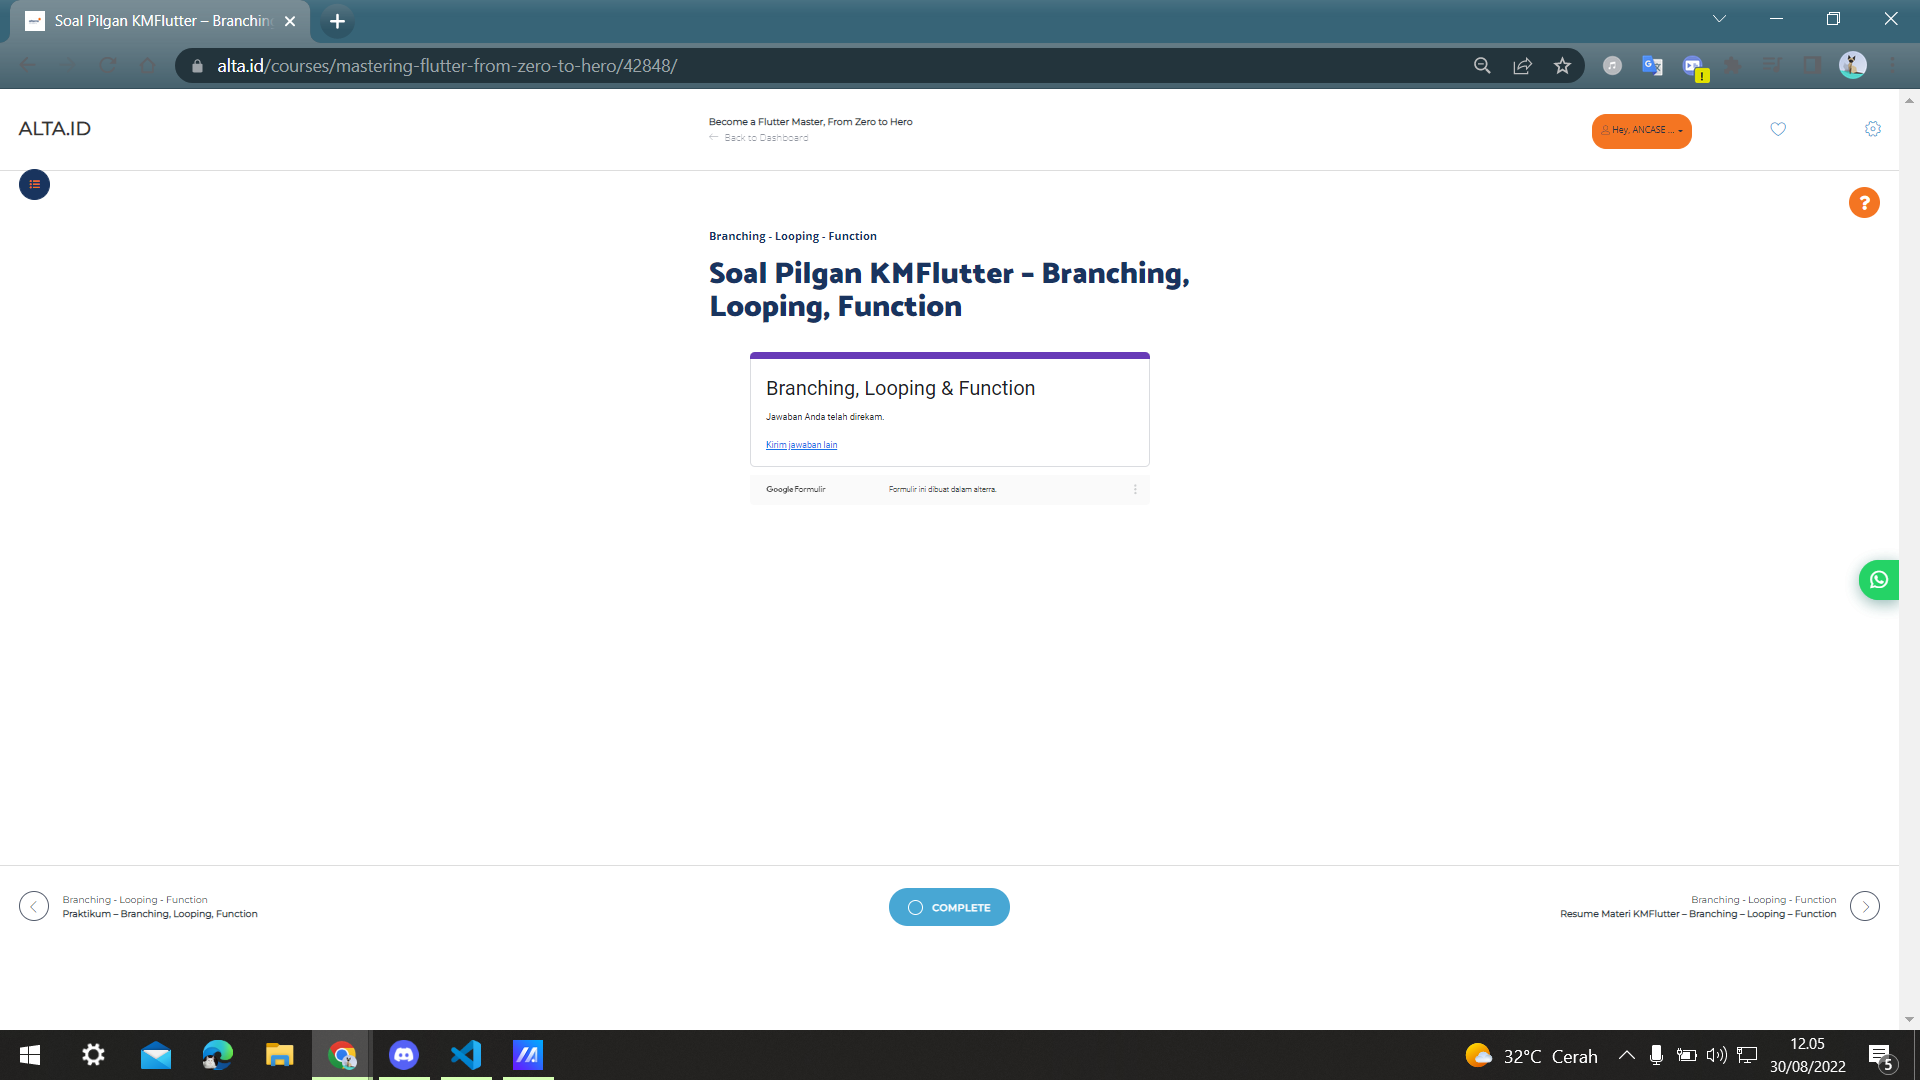 Soal Pilgan KMFlutter – Branching
alta.id/courses/mastering-flutter-from-zero-to-hero/42848/
ALTA.ID
Become a Flutter Master, From Zero to Hero
Back to Dashboard
Hey, ANCASE ...
?
Branching - Looping - Function
Soal Pilgan KMFlutter – Branching,
Looping, Function
Branching, Looping & Function
Jawaban Anda telah direkam.
Kirim jawaban lain
Google Formulir
Formulir ini dibuat dalam alterra.
Branching - Looping - Function
Praktikum – Branching, Looping, Function
COMPLETE
Branching - Looping - Function
Resume Materi KMFlutter – Branching – Looping – Function
32°C Cerah
12.05
30/08/2022
5